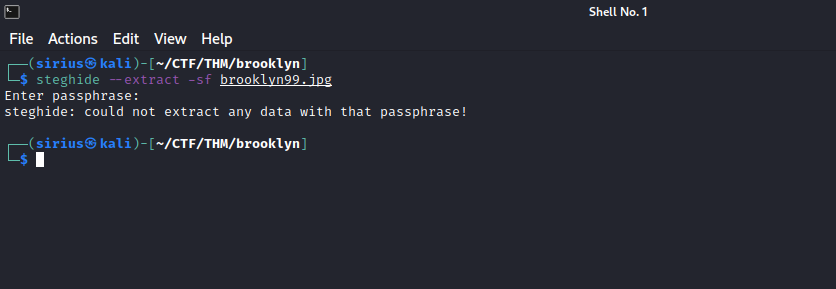 Shell No. 1
File Actions Edit View Help
┌──(sirius㉿kali)-[~/CTF/THM/brooklyn]
└─$ steghide --extract -sf brooklyn99.jpg
Enter passphrase:
steghide: could not extract any data with that passphrase!
┌──(sirius㉿kali)-[~/CTF/THM/brooklyn]
└─$